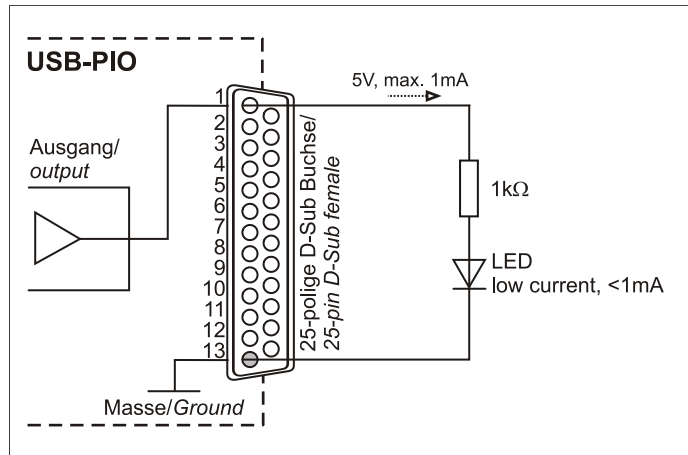 USB-PIO
Ausgang/
output
1
2
3
4
5
6
7
8
9
10
11
12
13
Masse/Ground
25-polige D-Sub Buchse/
25-pin D-Sub female
5V, max. 1mA
1kΩ
LED
low current, <1mA